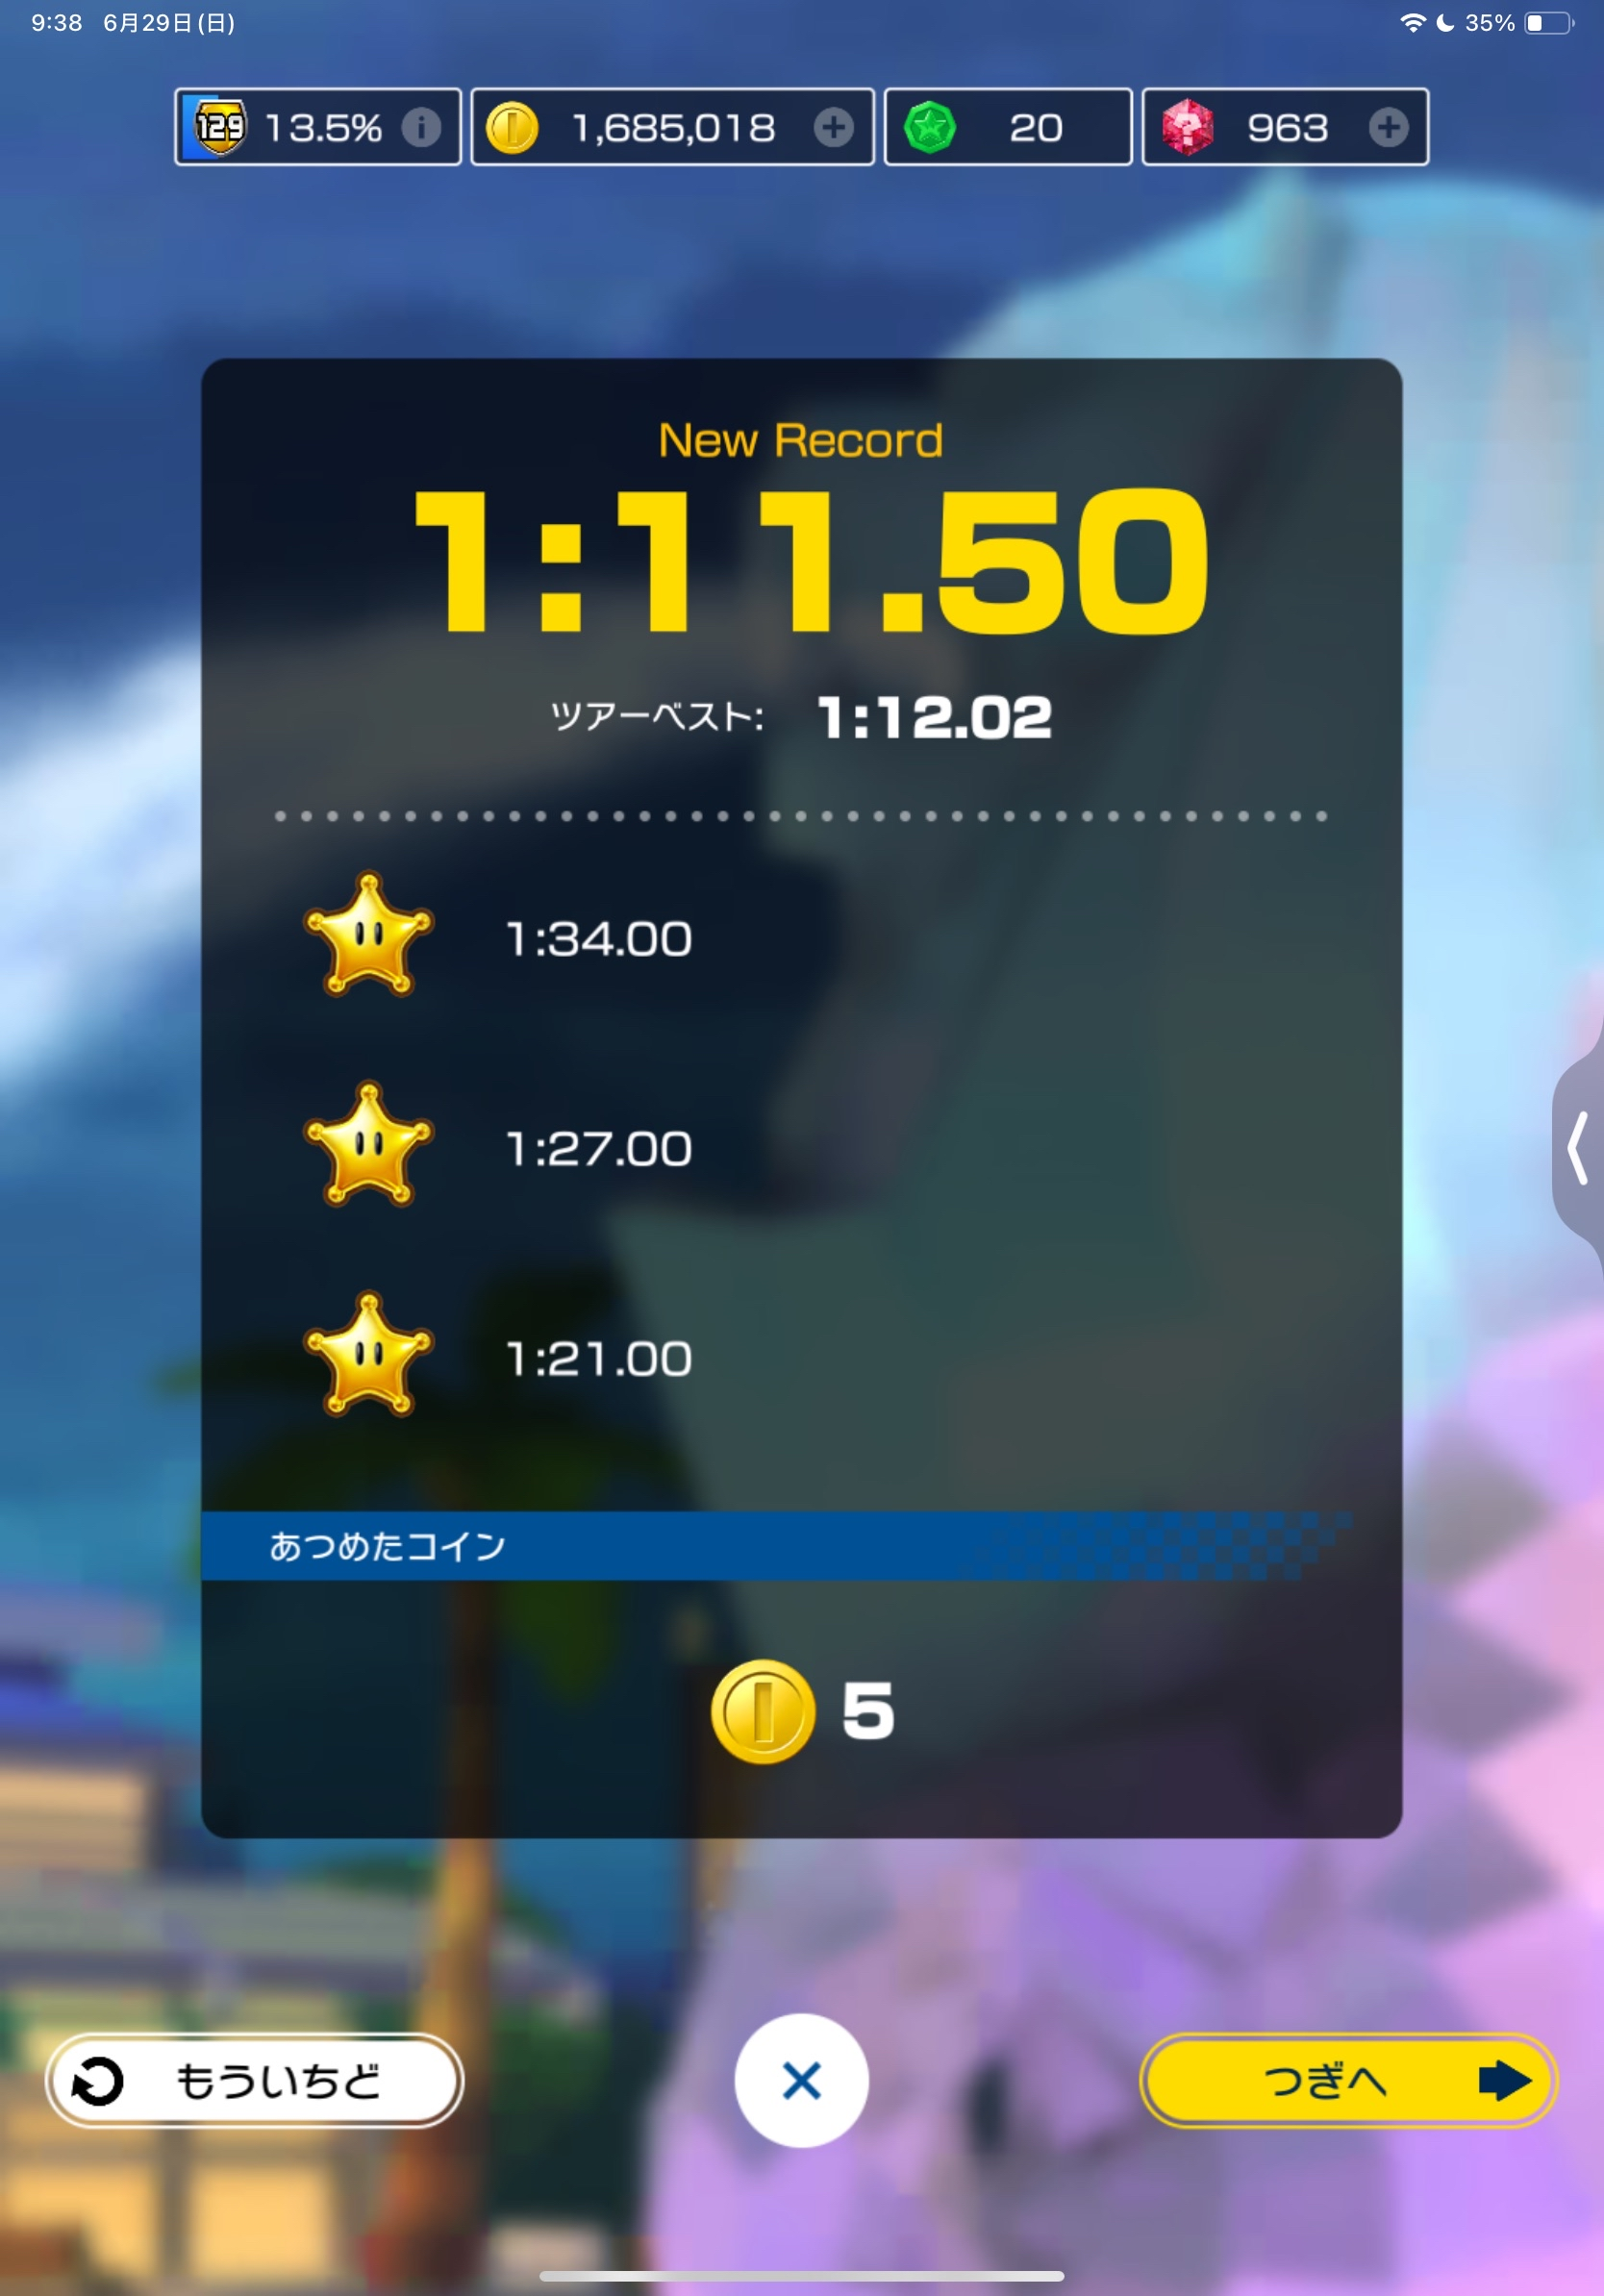 9:38 6月29日(日) 35%
129 13.5% i 1,685,018 + 20 ? 963 +
New Record
1:11.50
ツアーベスト: 1:12.02
1:34.00
1:27.00
1:21.00
あつめたコイン
5
もういちど × つぎへ